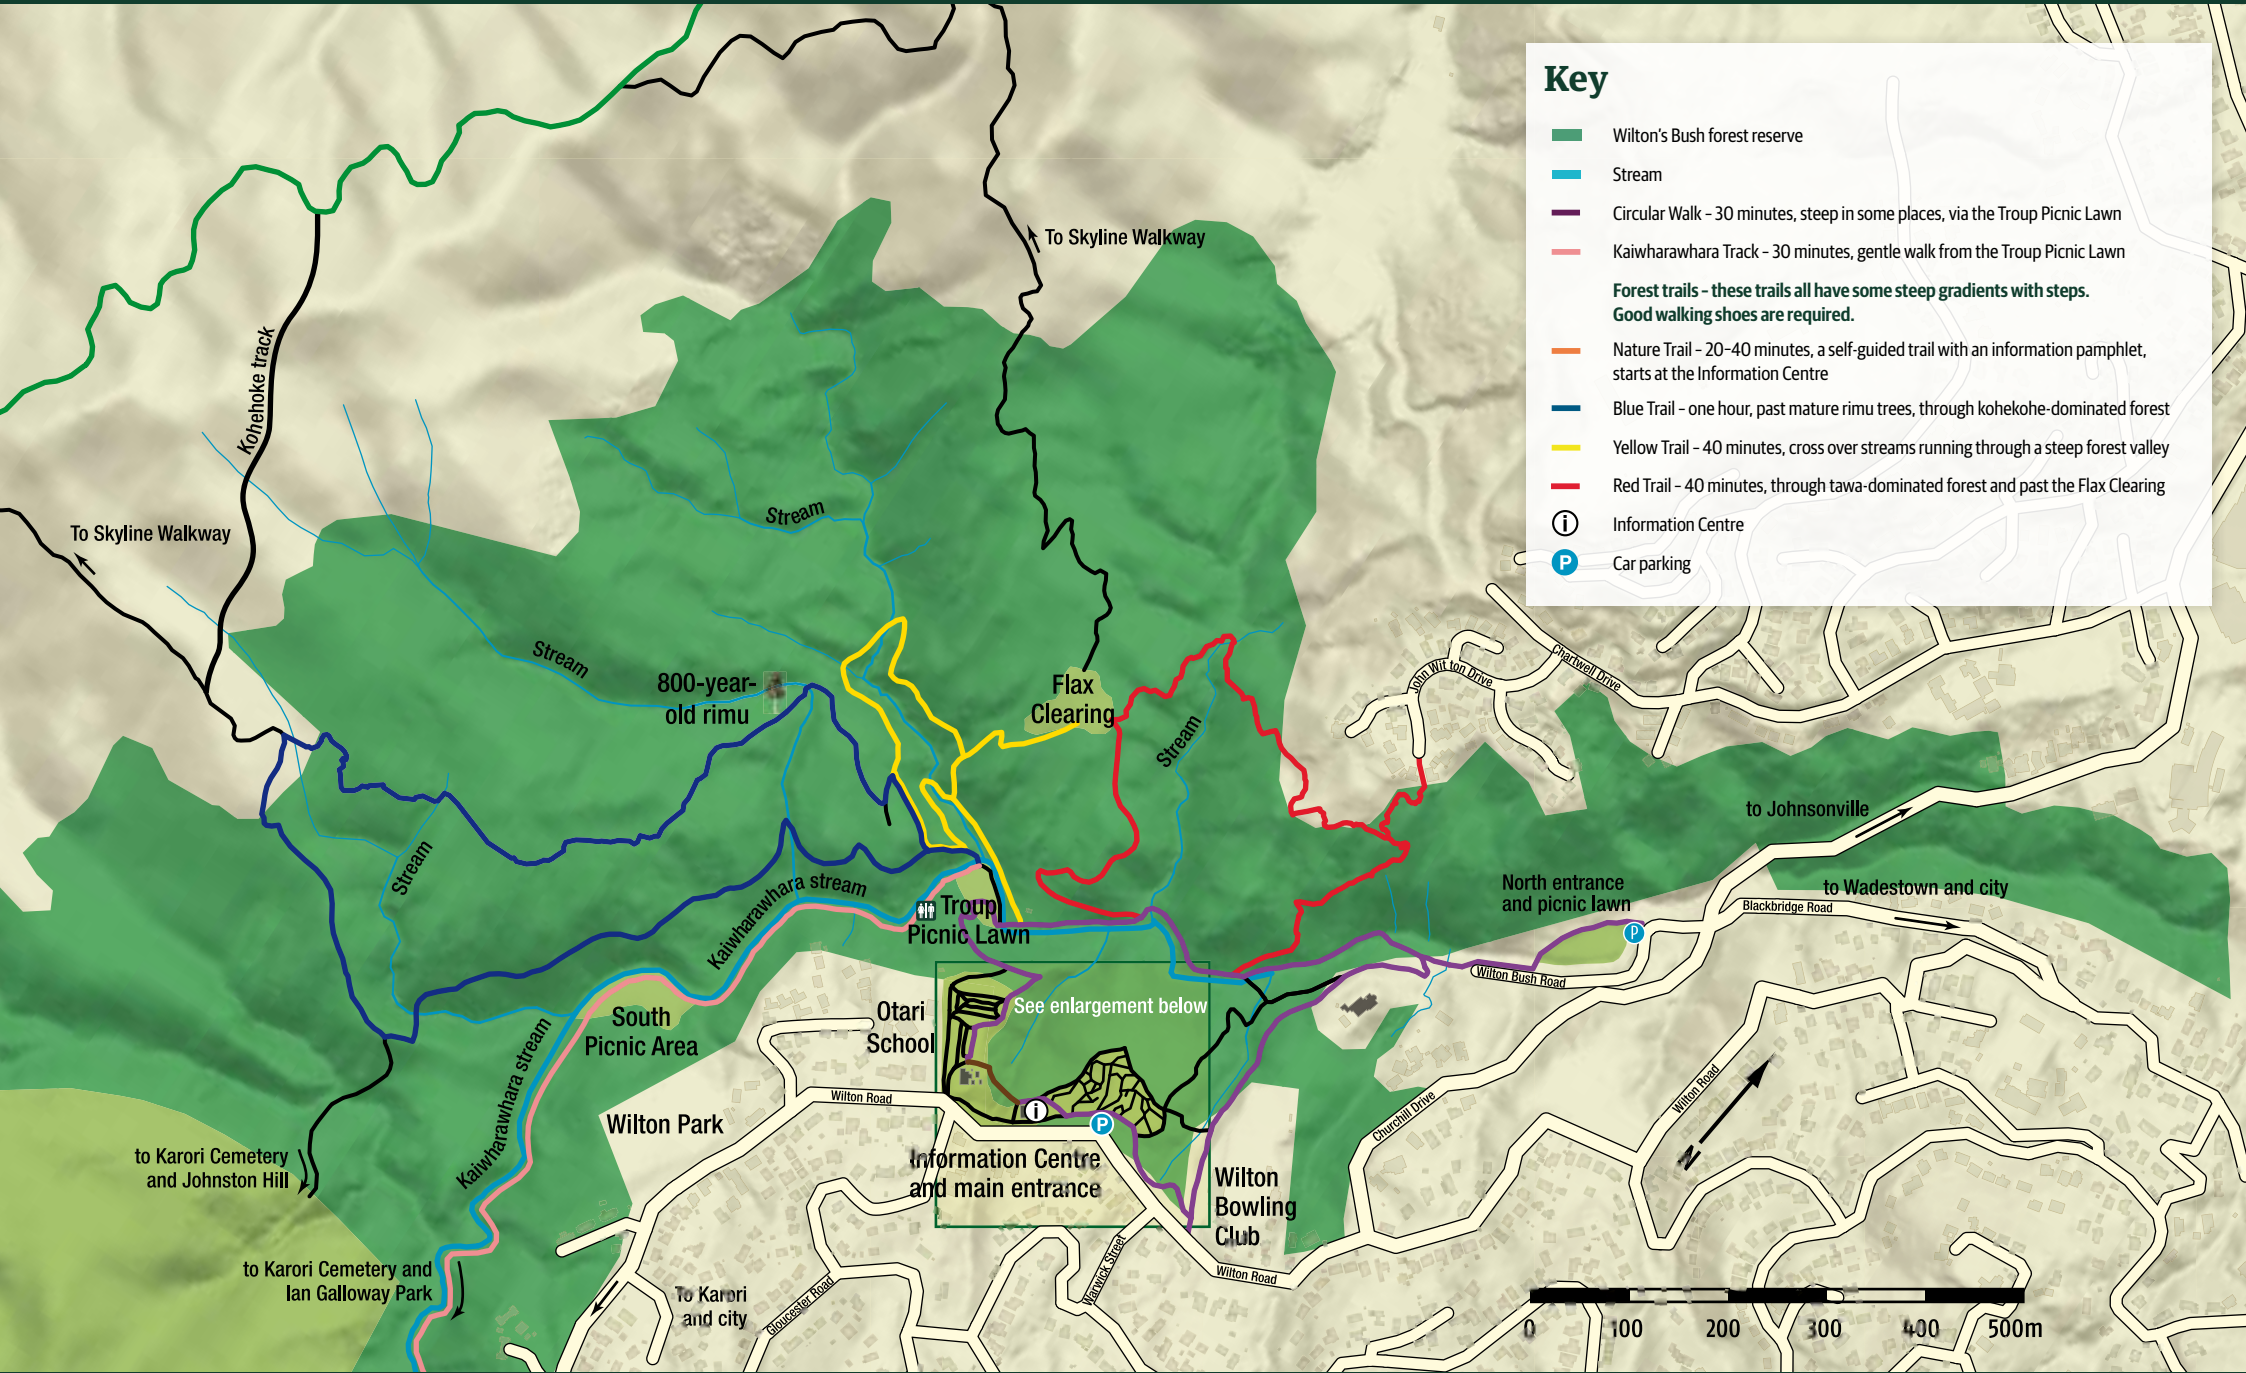 Key
Wilton's Bush forest reserve
Stream
Circular Walk – 30 minutes, steep in some places, via the Troup Picnic Lawn
Kaiwharawhara Track – 30 minutes, gentle walk from the Troup Picnic Lawn
Forest trails – these trails all have some steep gradients with steps.
Good walking shoes are required.
Nature Trail – 20–40 minutes, a self-guided trail with an information pamphlet,
starts at the Information Centre
Blue Trail – one hour, past mature rimu trees, through kohekohe-dominated forest
Yellow Trail – 40 minutes, cross over streams running through a steep forest valley
Red Trail – 40 minutes, through tawa-dominated forest and past the Flax Clearing
i
Information Centre
P
Car parking
To Skyline Walkway
Kohehoke track
To Skyline Walkway
Stream
Stream
800-year-
old rimu
Flax
Clearing
Stream
John Witton Drive
Chartwell Drive
to Johnsonville
Stream
Kaiwharawhara stream
Troup
Picnic Lawn
North entrance
and picnic lawn
P
to Wadestown and city
Blackbridge Road
Wilton Bush Road
See enlargement below
Otari
School
South
Picnic Area
Kaiwharawhara stream
Wilton Road
Wilton Park
i
P
Information Centre
and main entrance
Wilton
Bowling
Club
Churchill Drive
Wilton Road
N
to Karori Cemetery
and Johnston Hill
to Karori Cemetery and
Ian Galloway Park
To Karori
and city
Gloucester Road
Warwick Street
Wilton Road
0 100 200 300 400 500m